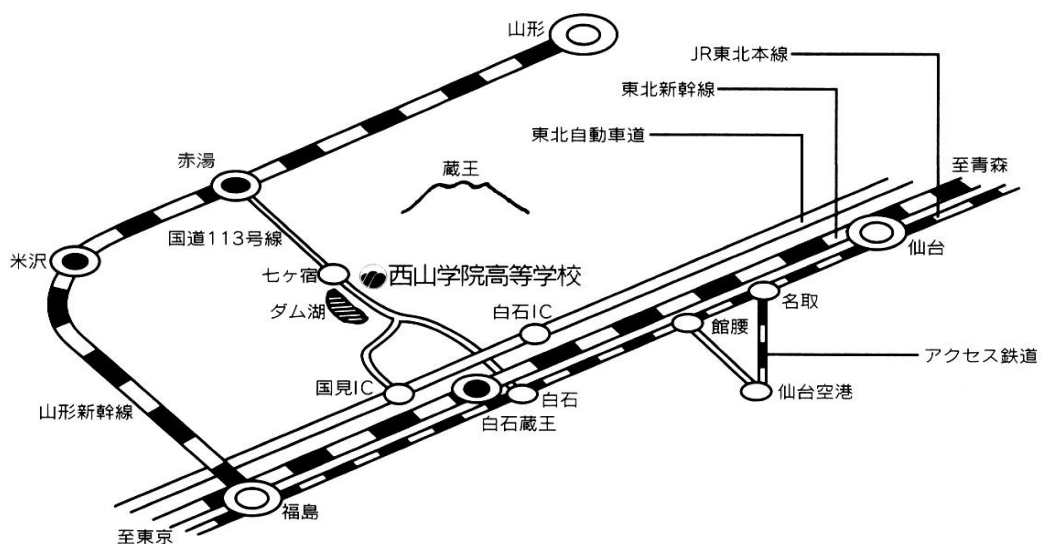 山形
JR東北本線
東北新幹線
東北自動車道
赤湯
蔵王
至青森
国道113号線
仙台
米沢
七ヶ宿
西山学院高等学校
ダム湖
白石IC
名取
館腰
アクセス鉄道
国見IC
白石
仙台空港
山形新幹線
白石蔵王
福島
至東京